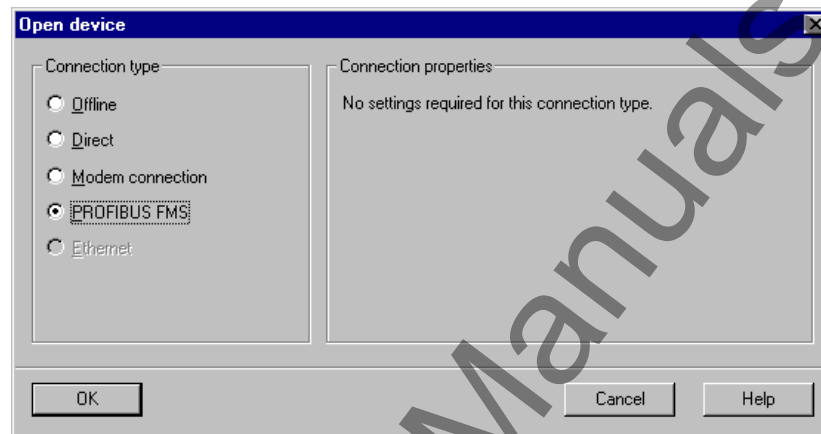 Open device
Connection type
Offline
Direct
Modem connection
PROFIBUS FMS
Ethernet
Connection properties
No settings required for this connection type.
OK
Cancel
Help
Manuals